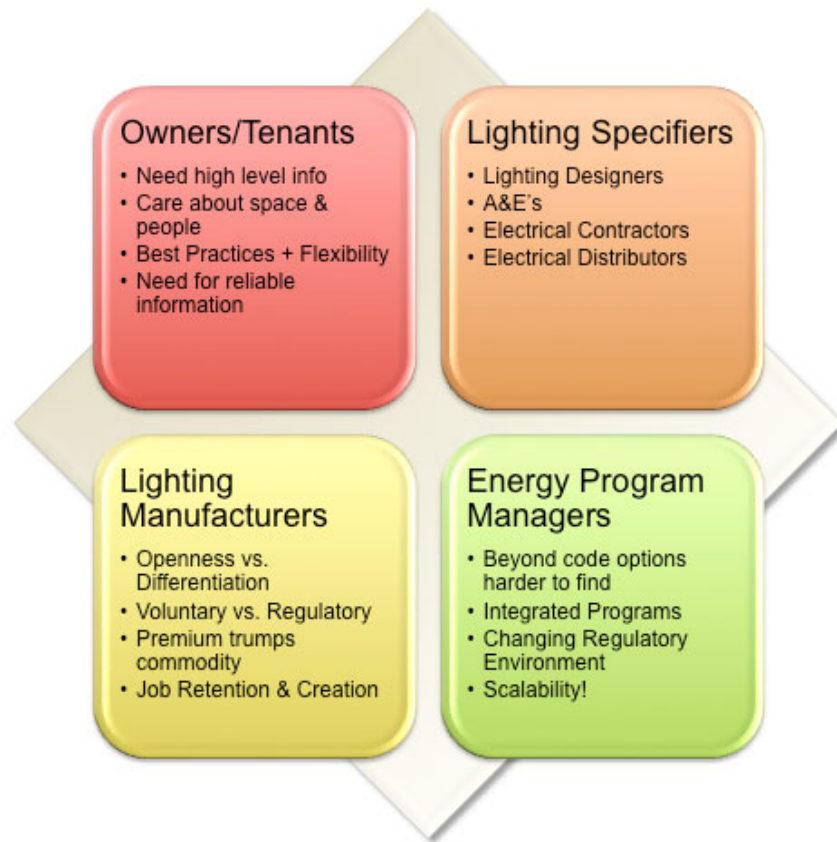 Owners/Tenants
• Need high level info
• Care about space &
people
• Best Practices + Flexibility
• Need for reliable
information
Lighting Specifiers
• Lighting Designers
• A&E's
• Electrical Contractors
• Electrical Distributors
Lighting
Manufacturers
• Openness vs.
Differentiation
• Voluntary vs. Regulatory
• Premium trumps
commodity
• Job Retention & Creation
Energy Program
Managers
• Beyond code options
harder to find
• Integrated Programs
• Changing Regulatory
Environment
• Scalability!